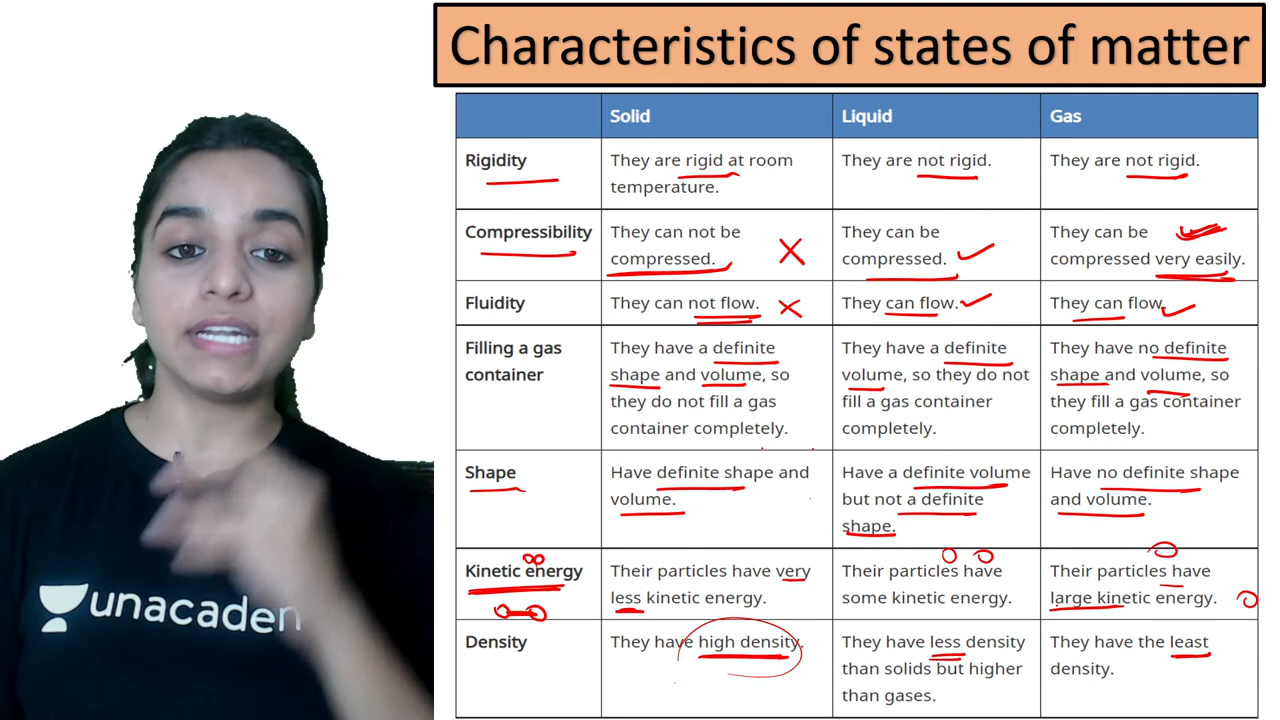 Characteristics of states of matter
Solid
Liquid
Gas
Rigidity
They are rigid at room
temperature.
They are not rigid.
They are not rigid.
Compressibility
They can not be
compressed.
They can be
compressed.
They can be
compressed very easily.
Fluidity
They can not flow.
They can flow.
They can flow.
Filling a gas
container
They have a definite
shape and volume, so
they do not fill a gas
container completely.
They have a definite
volume, so they do not
fill a gas container
completely.
They have no definite
shape and volume, so
they fill a gas container
completely.
Shape
Have definite shape and
volume.
Have a definite volume
but not a definite
shape.
Have no definite shape
and volume.
Kinetic energy
Their particles have very
less kinetic energy.
Their particles have
some kinetic energy.
Their particles have
large kinetic energy.
Density
They have high density.
They have less density
than solids but higher
than gases.
They have the least
density.
unacaden